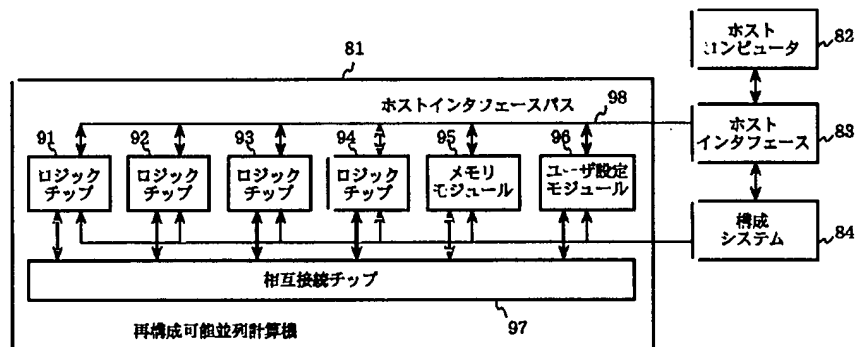 81
ホスト
コンピュータ
82
ホストインタフェースバス
98
ホスト
インタフェース
83
91
ロジック
チップ
92
ロジック
チップ
93
ロジック
チップ
94
ロジック
チップ
95
メモリ
モジュール
96
ユーザ設定
モジュール
構成
システム
84
相互接続チップ
97
再構成可能並列計算機